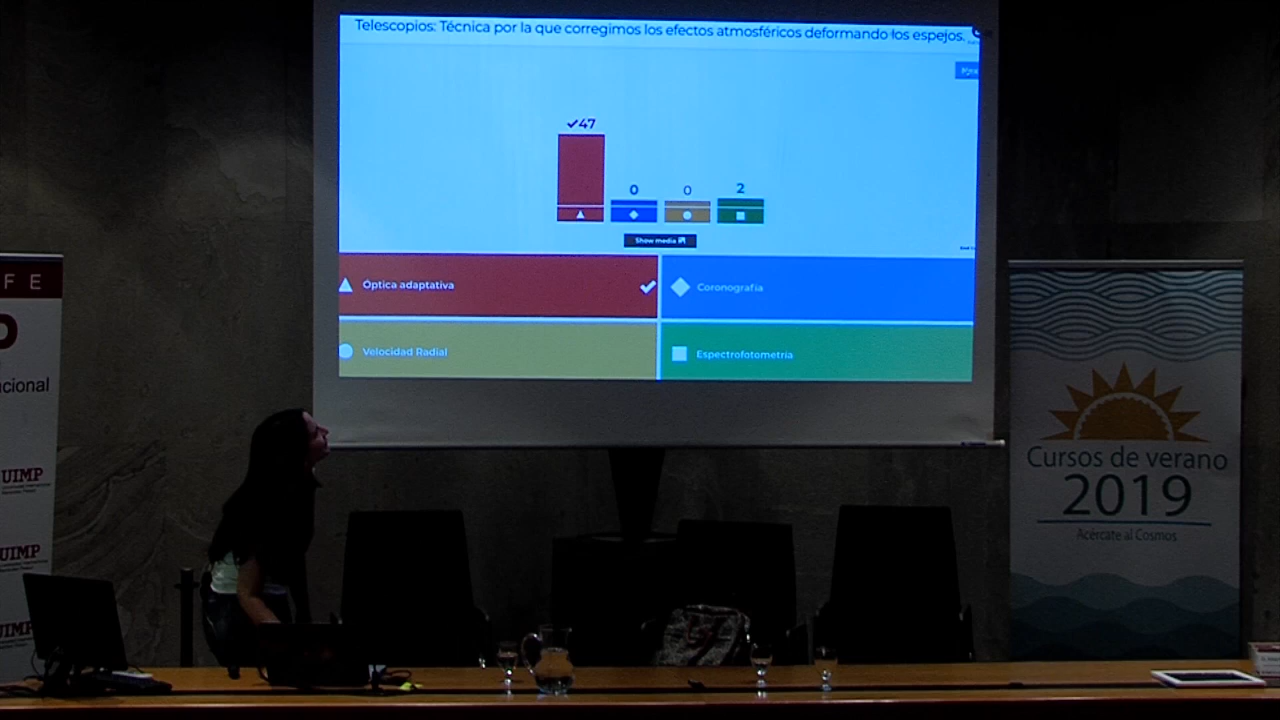 Telescopios: Técnica por la que corregimos los efectos atmosféricos deformando los espejos.
47
0
0
2
Show media
Óptica adaptativa
Coronografía
Velocidad Radial
Espectrofotometría
F E
cional
UIMP
UIMP
UIMP
Cursos de verano
2019
Acércate al Cosmos